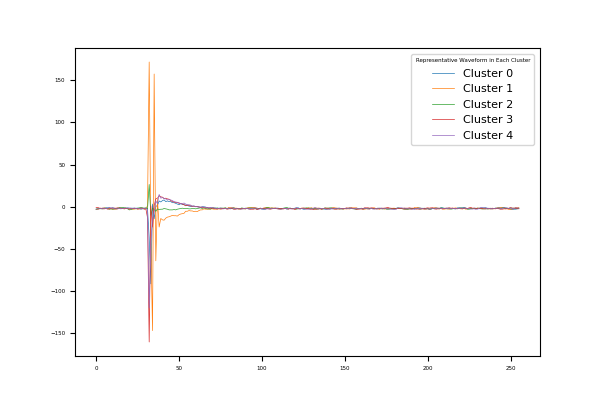 Representative Waveform in Each Cluster
Cluster 0
Cluster 1
Cluster 2
Cluster 3
Cluster 4
150
100
50
0
−50
−100
−150
0 50 100 150 200 250